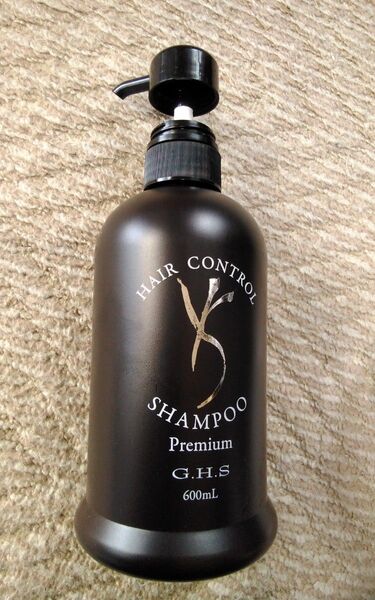 HAIR CONTROL
SHAMPOO
Premium
G.H.S
600mL